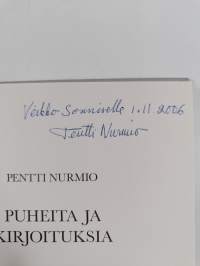 Veikko Sonniselle 1.11.2006
Pentti Nurmio
PENTTI NURMIO
PUHEITA JA
KIRJOITUKSIA